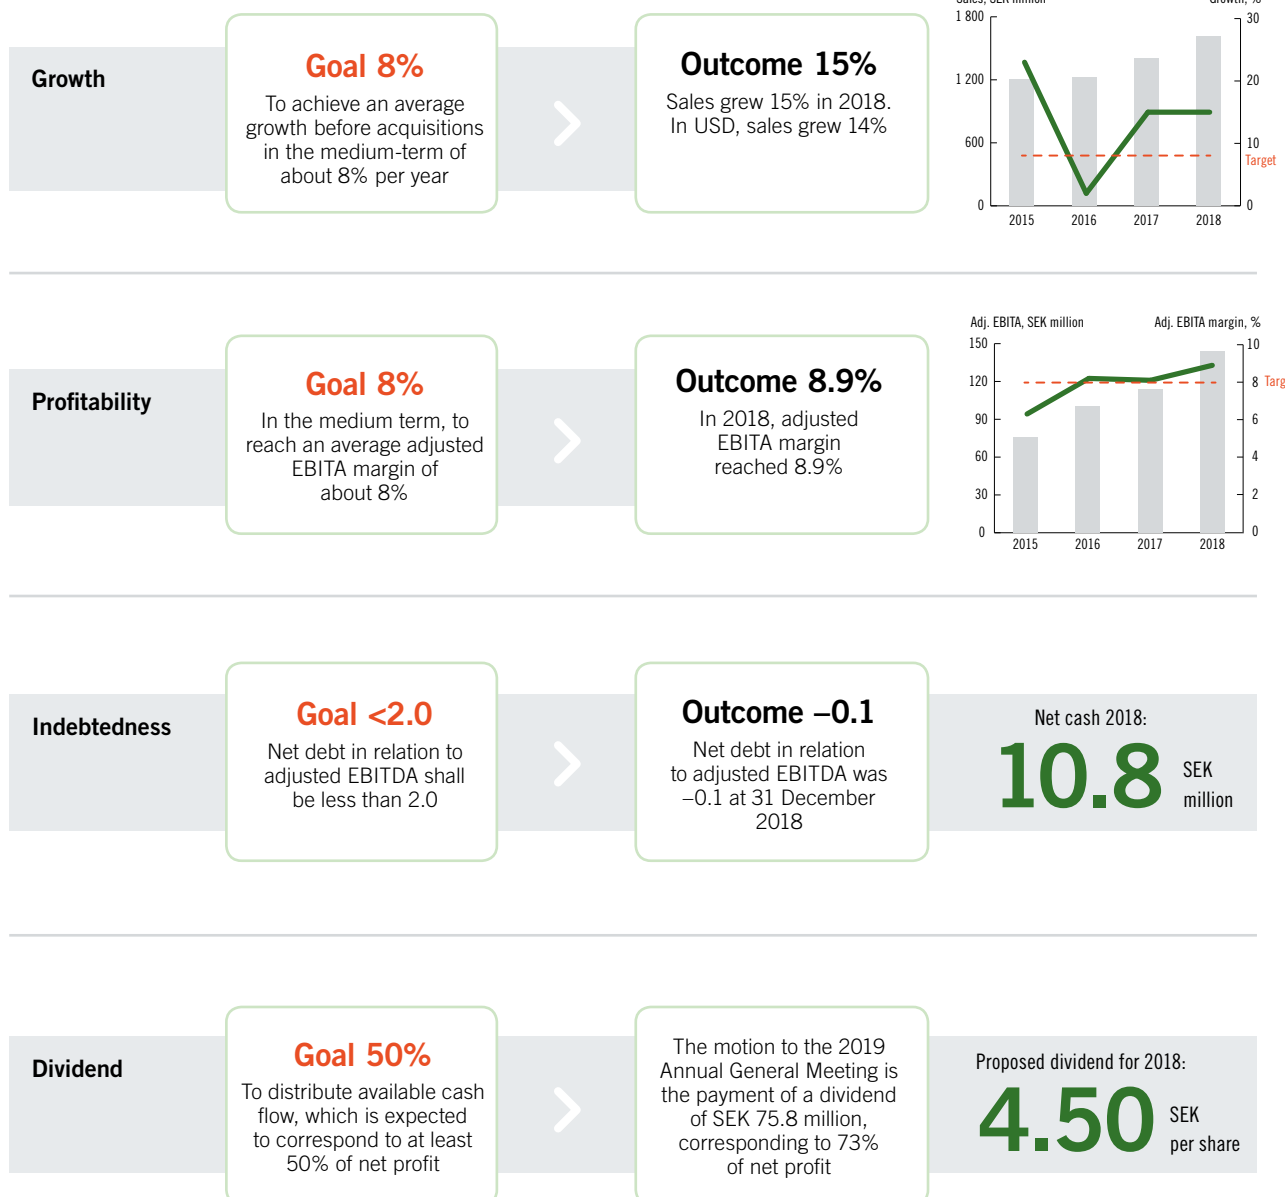 Sales, SEK million
Growth, %
1 800
1 200
600
0
30
20
10
0
Target
2015 2016 2017 2018
Growth
Goal 8%
To achieve an average
growth before acquisitions
in the medium-term of
about 8% per year
Outcome 15%
Sales grew 15% in 2018.
In USD, sales grew 14%
Adj. EBITA, SEK million
Adj. EBITA margin, %
150
120
90
60
30
0
10
8
6
4
2
0
Targ
2015 2016 2017 2018
Profitability
Goal 8%
In the medium term, to
reach an average adjusted
EBITA margin of
about 8%
Outcome 8.9%
In 2018, adjusted
EBITA margin
reached 8.9%
Indebtedness
Goal <2.0
Net debt in relation to
adjusted EBITDA shall
be less than 2.0
Outcome –0.1
Net debt in relation
to adjusted EBITDA was
–0.1 at 31 December
2018
Net cash 2018:
10.8 SEK
million
Dividend
Goal 50%
To distribute available cash
flow, which is expected
to correspond to at least
50% of net profit
The motion to the 2019
Annual General Meeting is
the payment of a dividend
of SEK 75.8 million,
corresponding to 73%
of net profit
Proposed dividend for 2018:
4.50 SEK
per share